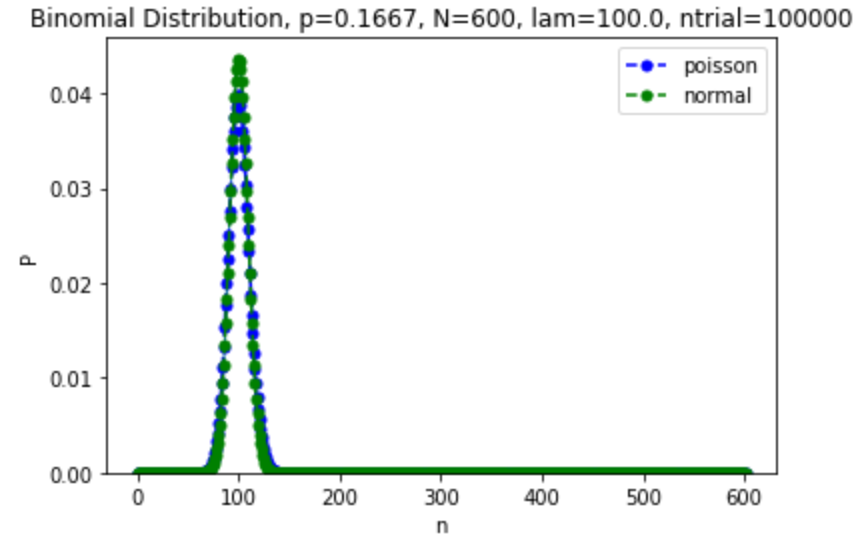 Binomial Distribution, p=0.1667, N=600, lam=100.0, ntrial=100000
poisson
normal
0.04
0.03
0.02
0.01
0.00
P
0 100 200 300 400 500 600
n